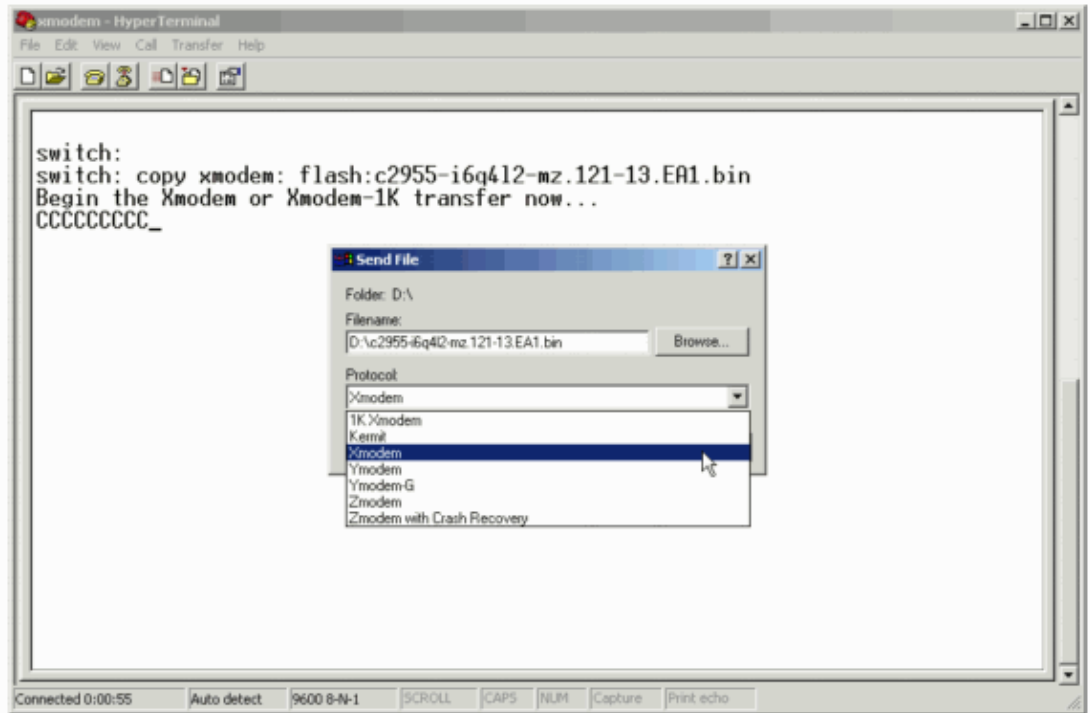 xmodem - HyperTerminal
File Edit View Call Transfer Help
switch:
switch: copy xmodem: flash:c2955-i6q4l2-mz.121-13.EA1.bin
Begin the Xmodem or Xmodem-1K transfer now...
CCCCCCCCC_
Send File
Folder: D:\
Filename:
D:\c2955-i6q4l2-mz.121-13.EA1.bin Browse...
Protocol:
Xmodem
1K Xmodem
Kermit
Xmodem
Ymodem
Ymodem-G
Zmodem
Zmodem with Crash Recovery
Connected 0:00:55 Auto detect 9600 8-N-1 SCROLL CAPS NUM Capture Print echo